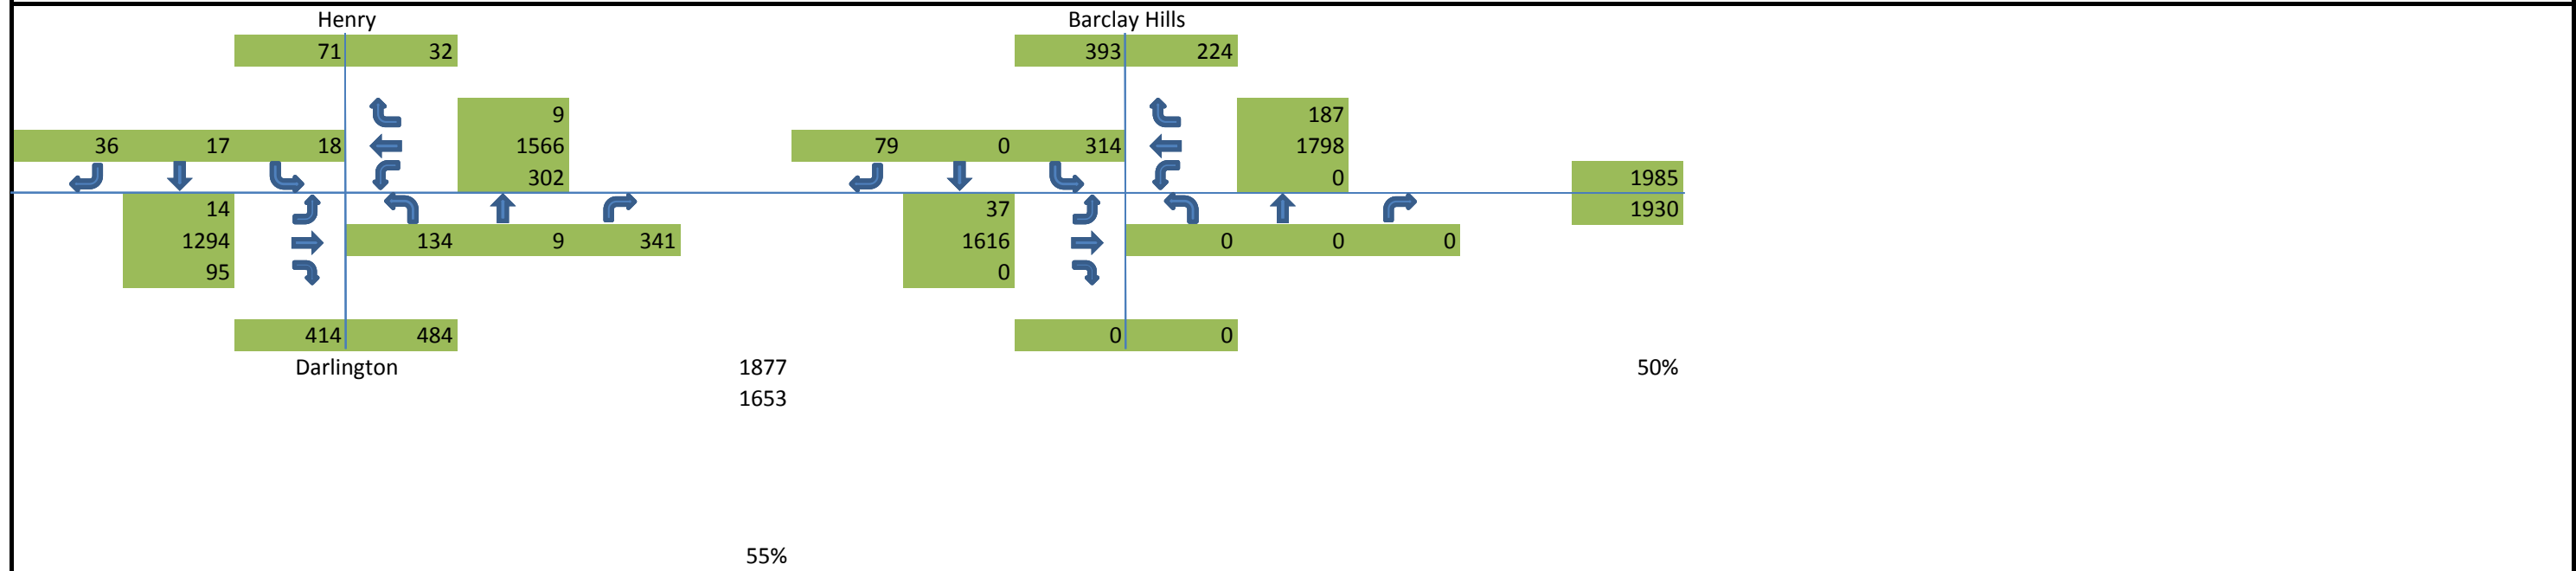 Henry Barclay Hills
71 32 393 224
9 187
36 17 18 1566 79 0 314 1798
302 0 1985
14 37 1930
1294 134 9 341 1616 0 0 0
95 0
414 484 0 0
Darlington 1877 50%
1653
55%